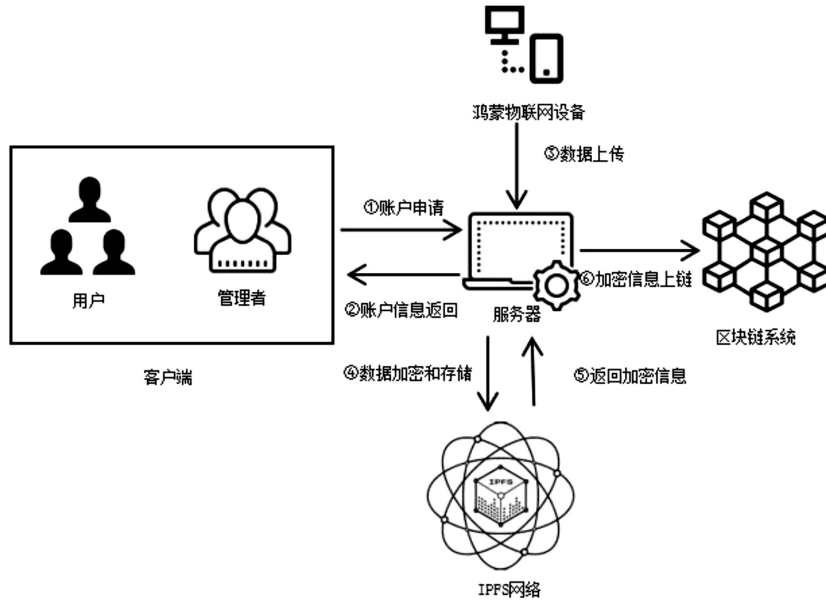 鸿蒙物联网设备
③数据上传
①账户申请
用户
管理者
②账户信息返回
服务器
⑥加密信息上链
区块链系统
客户端
④数据加密和存储
⑤返回加密信息
IPFS
IPFS网络